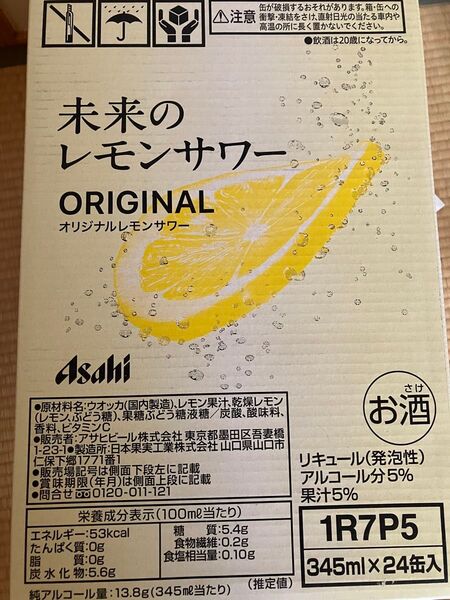 ⚠注意
缶が破損するおそれがあります。箱・缶への
衝撃・凍結をさけ、直射日光の当たる車内や
高温の所に長く置かないでください。
●飲酒は20歳になってから。
未来の
レモンサワー
ORIGINAL
オリジナルレモンサワー
Asahi
●原材料名:ウオッカ(国内製造)、レモン果汁、乾燥レモン
(レモン、ぶどう糖)、果糖ぶどう糖液糖/炭酸、酸味料、
香料、ビタミンC
●販売者:アサヒビール株式会社 東京都墨田区吾妻橋
1-23-1●製造所:日本果実工業株式会社 山口県山口市
仁保下郷1771番1
●販売場記号は側面下段左に記載
●賞味期限(年月)は側面上段に記載
●問合せ 0120-011-121
さけ
お酒
リキュール(発泡性)
アルコール分5%
果汁5%
栄養成分表示(100mℓ当たり)
エネルギー:53kcal
たんぱく質:0g
脂質:0g
炭水化物:5.6g
糖質:5.4g
食物繊維:0.2g
食塩相当量:0.10g
純アルコール量:13.8g(345mℓ当たり)
(推定値)
1R7P5
345ml×24缶入